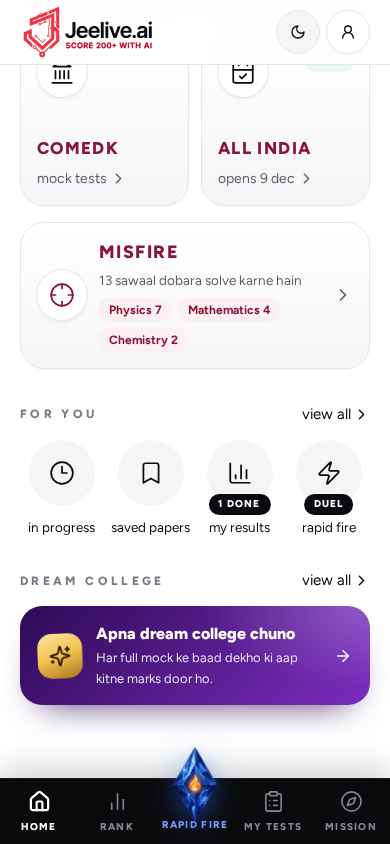 Jeelive.ai
SCORE 200+ WITH AI
COMEDK
mock tests
ALL INDIA
opens 9 dec
MISFIRE
13 sawaal dobara solve karne hain
Physics 7
Mathematics 4
Chemistry 2
FOR YOU
view all
1 DONE
DUEL
in progress
saved papers
my results
rapid fire
DREAM COLLEGE
view all
Apna dream college chuno
Har full mock ke baad dekho ki aap
kitne marks door ho.
HOME
RANK
RAPID FIRE
MY TESTS
MISSION